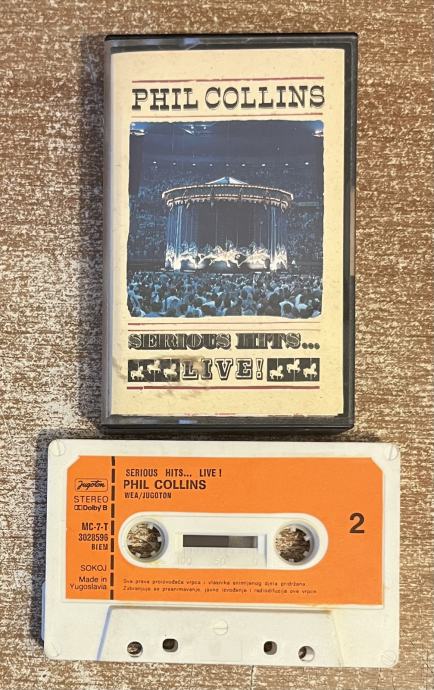 PHIL COLLINS
SERIOUS HITS...
LIVE!
Jugoton
STEREO
Dolby B
MC-7-T
3028596
BIEM
SOKOJ
Made in
Yugoslavia
SERIOUS HITS... LIVE!
PHIL COLLINS
WEA/JUGOTON
2
Sva prava proizvođača vrpca i vlasnika snimljenog djela pridržana.
Zabranjuje se presnimavanje, javno izvođenje i radiodifuzija ove vrpce